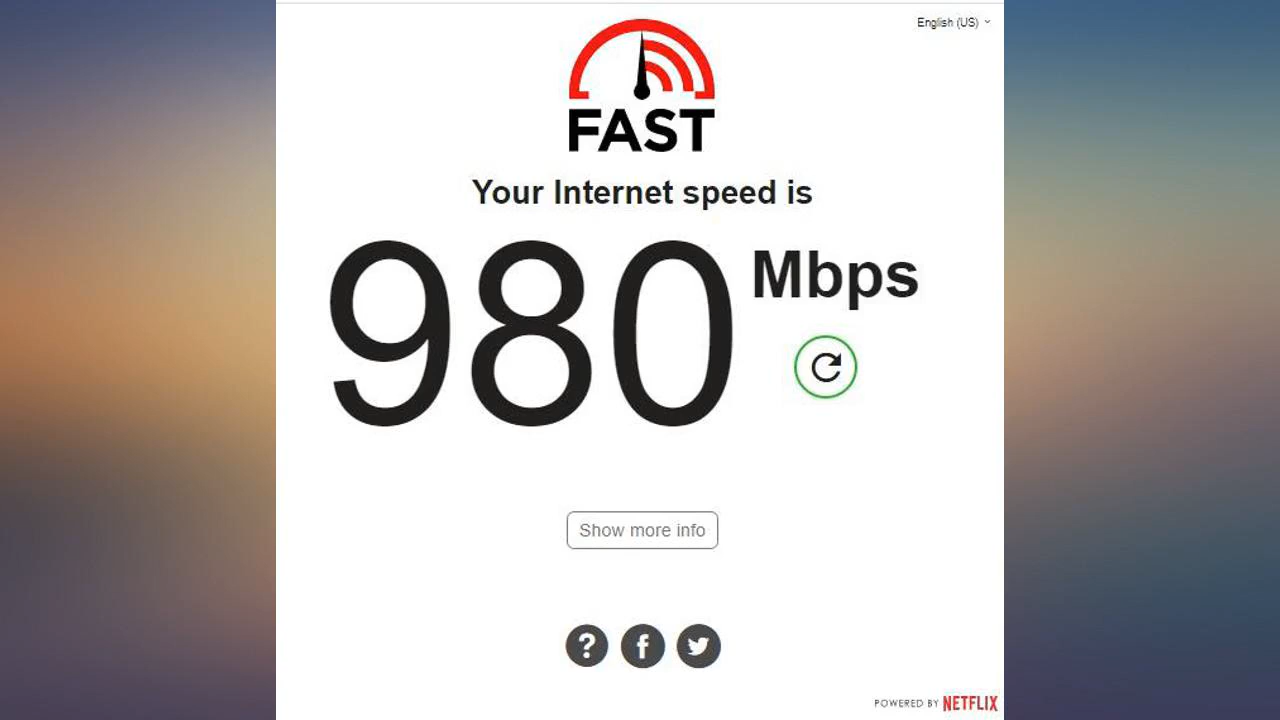 English (US)
FAST
Your Internet speed is
980 Mbps
Show more info
? f
POWERED BY NETFLIX